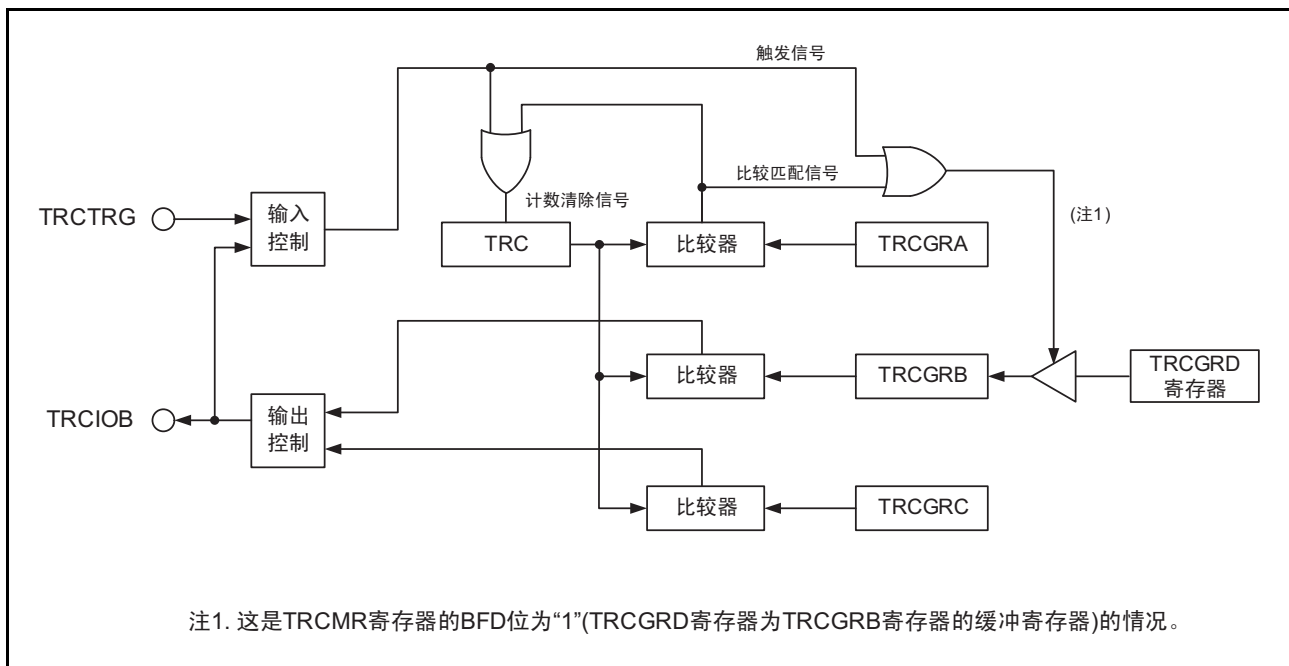 触发信号
比较匹配信号
(注1)
计数清除信号
TRCTRG
输入
控制
TRC
比较器
TRCGRA
比较器
TRCGRB
TRCGRD
寄存器
TRCIOB
输出
控制
比较器
TRCGRC
注1. 这是TRCMR寄存器的BFD位为“1”(TRCGRD寄存器为TRCGRB寄存器的缓冲寄存器)的情况。